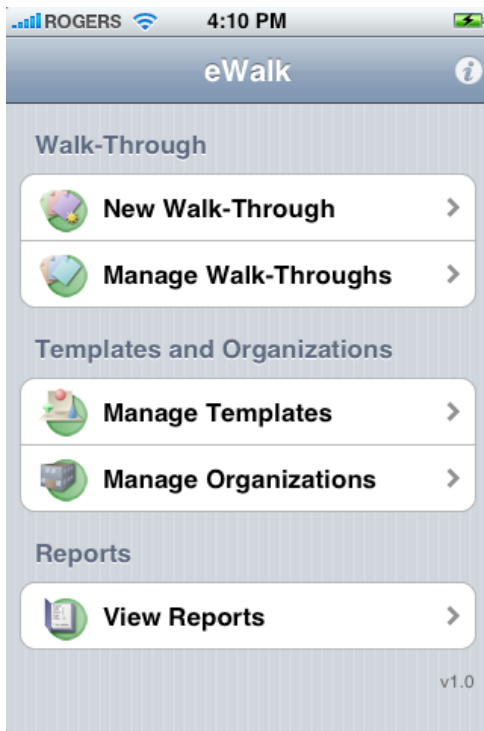 ROGERS 4:10 PM
eWalk
Walk-Through
New Walk-Through
Manage Walk-Throughs
Templates and Organizations
Manage Templates
Manage Organizations
Reports
View Reports
v1.0